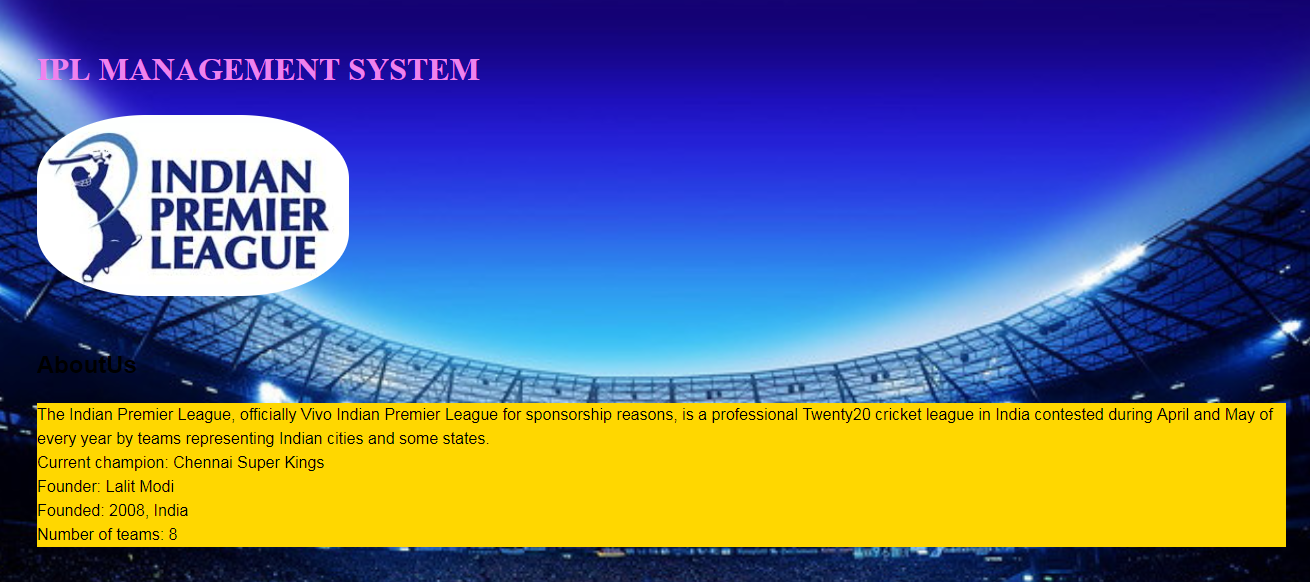 IPL MANAGEMENT SYSTEM
INDIAN
PREMIER
LEAGUE
AboutUs
The Indian Premier League, officially Vivo Indian Premier League for sponsorship reasons, is a professional Twenty20 cricket league in India contested during April and May of
every year by teams representing Indian cities and some states.
Current champion: Chennai Super Kings
Founder: Lalit Modi
Founded: 2008, India
Number of teams: 8